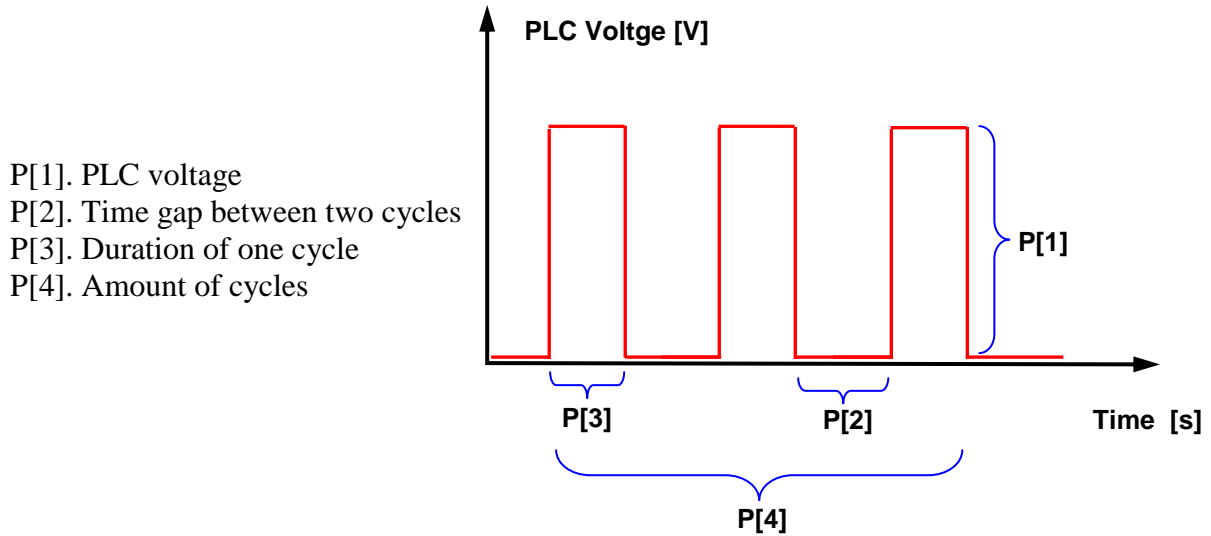 PLC Voltge [V]
P[1]. PLC voltage
P[2]. Time gap between two cycles
P[3]. Duration of one cycle
P[4]. Amount of cycles
P[1]
P[3]
P[2]
Time [s]
P[4]